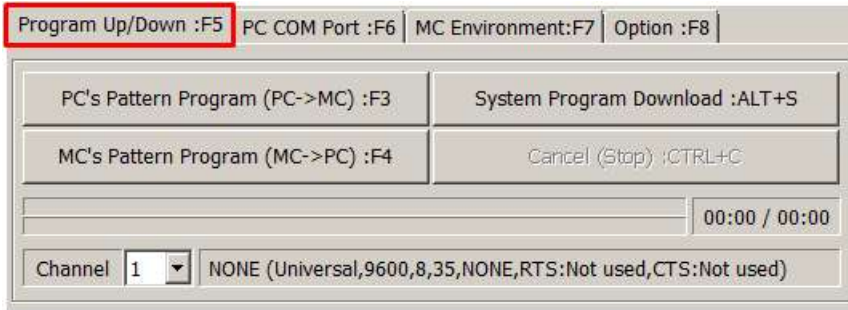 Program Up/Down :F5 PC COM Port :F6 MC Environment:F7 Option :F8
PC's Pattern Program (PC->MC) :F3 System Program Download :ALT+S
MC's Pattern Program (MC->PC) :F4 Cancel (Stop) :CTRL+C
00:00 / 00:00
Channel 1 NONE (Universal,9600,8,35,NONE,RTS:Not used,CTS:Not used)